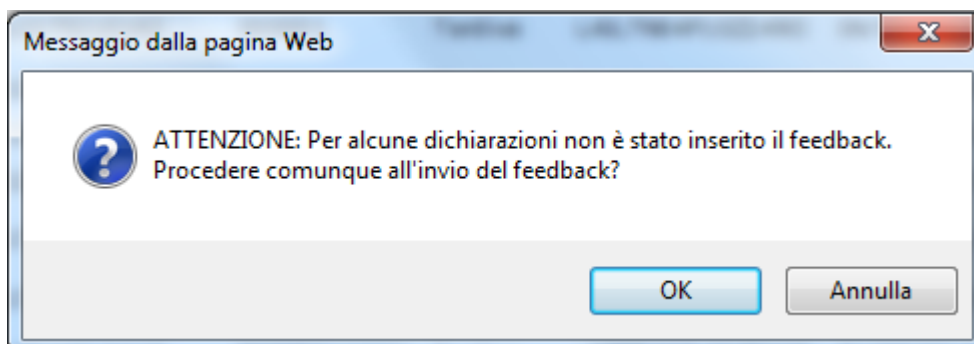 Messaggio dalla pagina Web
ATTENZIONE: Per alcune dichiarazioni non è stato inserito il feedback.
Procedere comunque all'invio del feedback?
OK
Annulla